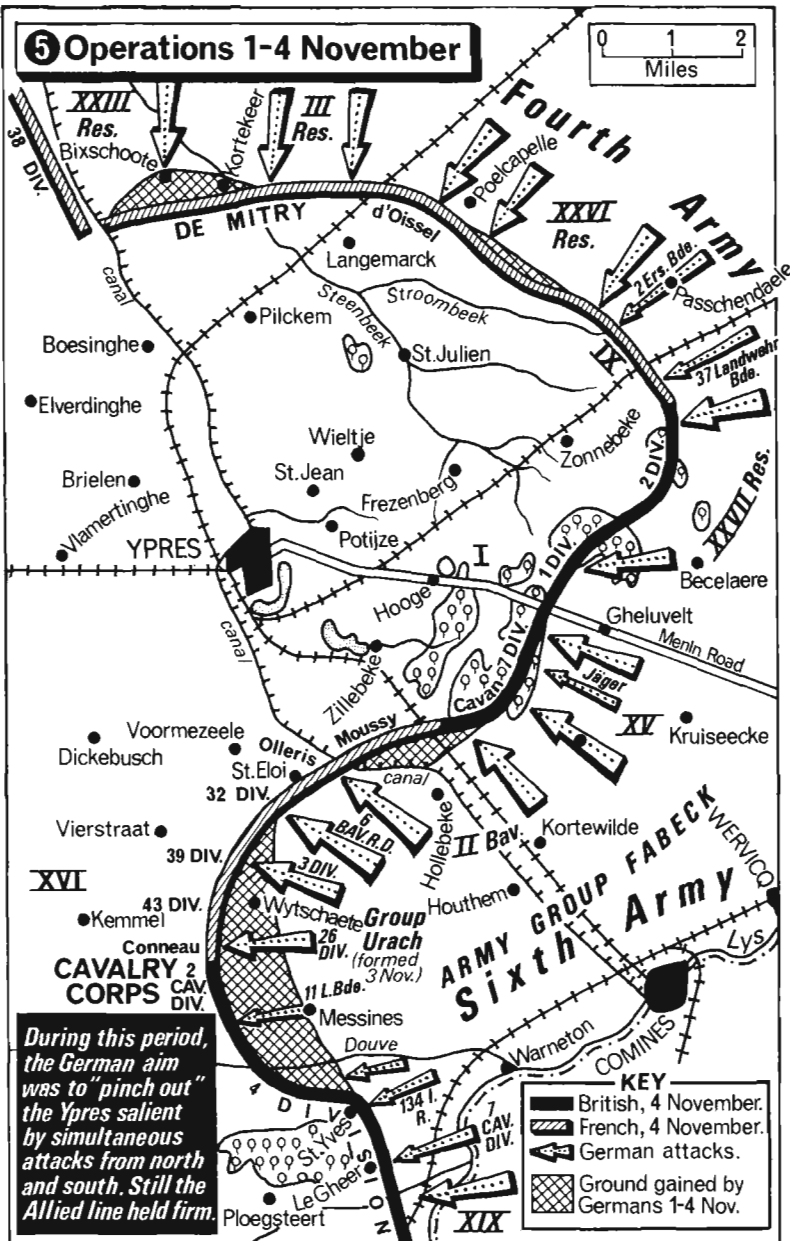 5 Operations 1-4 November
0 1 2
Miles
XXIII
Res.
Bixschoote
Kortekeer
III
Res.
38 DIV.
DE MITRY
d'Oissel
Fourth Army
Poelcapelle
XXVI
Res.
2 Ers. Bde.
Passchendaele
Langemarck
canal
Steenbeek
Stroombeek
Pilckem
Boesinghe
St.Julien
IX
37 Landwehr
Bde.
Elverdinghe
Wieltje
Zonnebeke
2 DIV.
Brielen
St.Jean
Frezenberg
XXVII Res.
Vlamertinghe
YPRES
Potijze
I
1 DIV.
Becelaere
Hooge
Gheluvelt
Menin Road
canal
Zillebeke
Cavan
7 DIV.
Jäger
XV
Kruiseecke
Voormezeele
Dickebusch
Olleris
Moussy
St.Eloi
canal
32 DIV.
Vierstraat
6
BAV.R.D.
Hollebeke
II Bav.
Kortewilde
39 DIV.
3 DIV.
XVI
43 DIV.
Wytschaete
Houthem
WERVICQ
Kemmel
Group
Urach
(formed
3 Nov.)
26
DIV.
ARMY GROUP FABECK
Sixth Army
Lys
Conneau
CAVALRY
CORPS
2
CAV.
DIV.
11 L.Bde.
Messines
Douve
Warneton
COMINES
During this period,
the German aim
was to "pinch out"
the Ypres salient
by simultaneous
attacks from north
and south. Still the
Allied line held firm.
4 DIVISION
134 I.
R.
7
CAV.
DIV.
St.Yves
Le Gheer
Ploegsteert
XIX
KEY
British, 4 November.
French, 4 November.
German attacks.
Ground gained by
Germans 1-4 Nov.